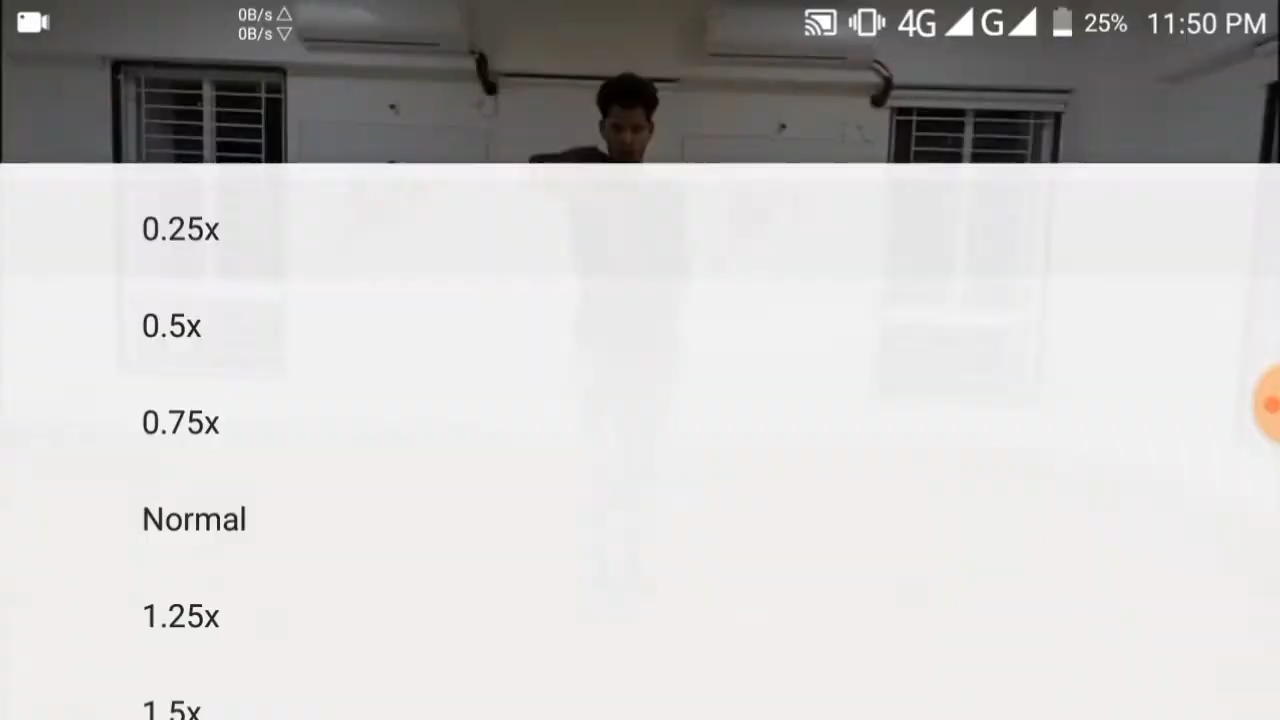 0B/s △
0B/s ▽
4G G 25% 11:50 PM
0.25x
0.5x
0.75x
Normal
1.25x
1.5x